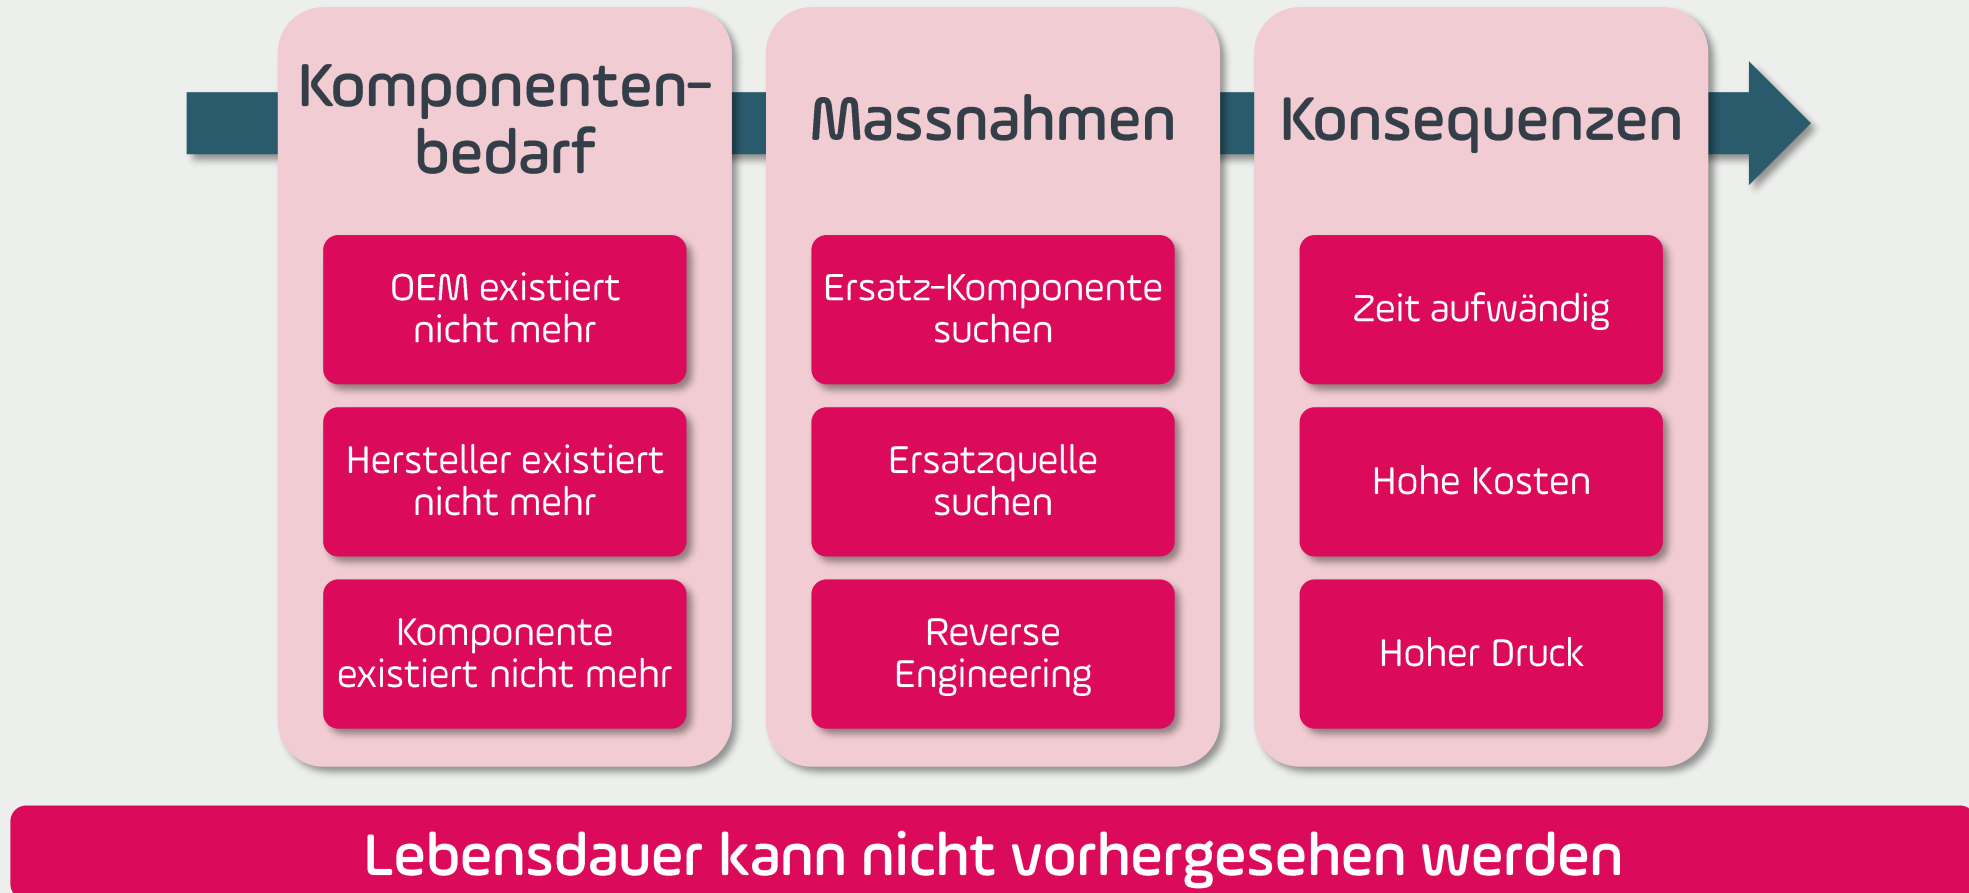 Komponenten-
bedarf
OEM existiert
nicht mehr
Hersteller existiert
nicht mehr
Komponente
existiert nicht mehr
Massnahmen
Ersatz-Komponente
suchen
Ersatzquelle
suchen
Reverse
Engineering
Konsequenzen
Zeit aufwändig
Hohe Kosten
Hoher Druck
Lebensdauer kann nicht vorhergesehen werden